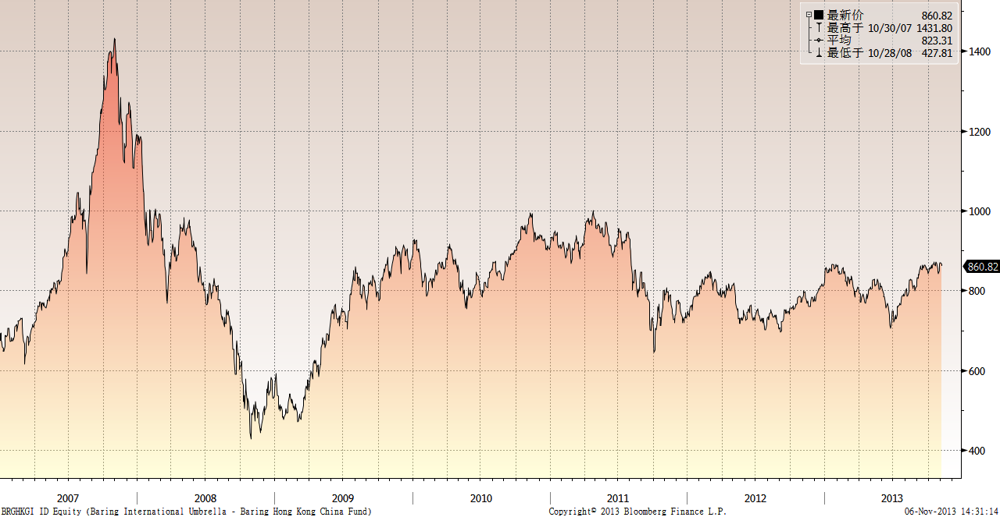 最新价 860.82
最高于 10/30/07 1431.80
平均 823.31
最低于 10/28/08 427.81
1400
1200
1000
860.82
800
600
400
2007 2008 2009 2010 2011 2012 2013
BRGHKGI ID Equity (Baring International Umbrella - Baring Hong Kong China Fund) Copyright© 2013 Bloomberg Finance L.P. 06-Nov-2013 14:31:14